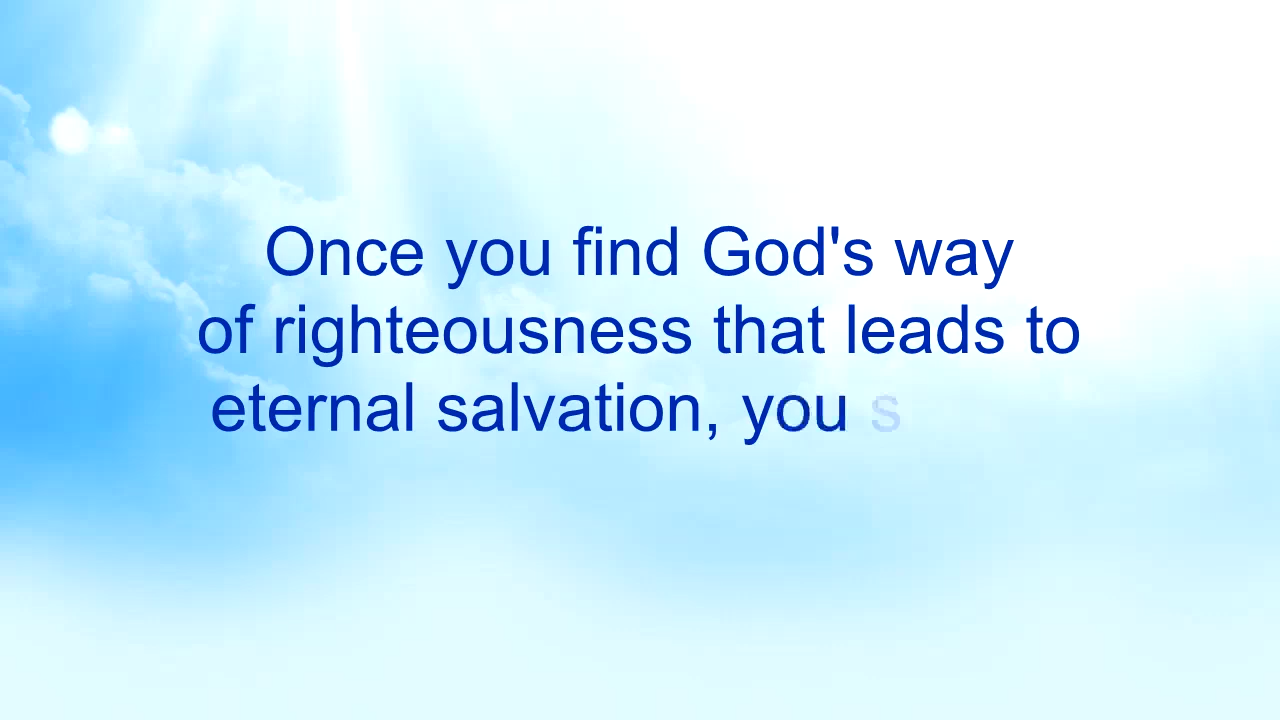 Once you find God's way
of righteousness that leads to
eternal salvation, you s